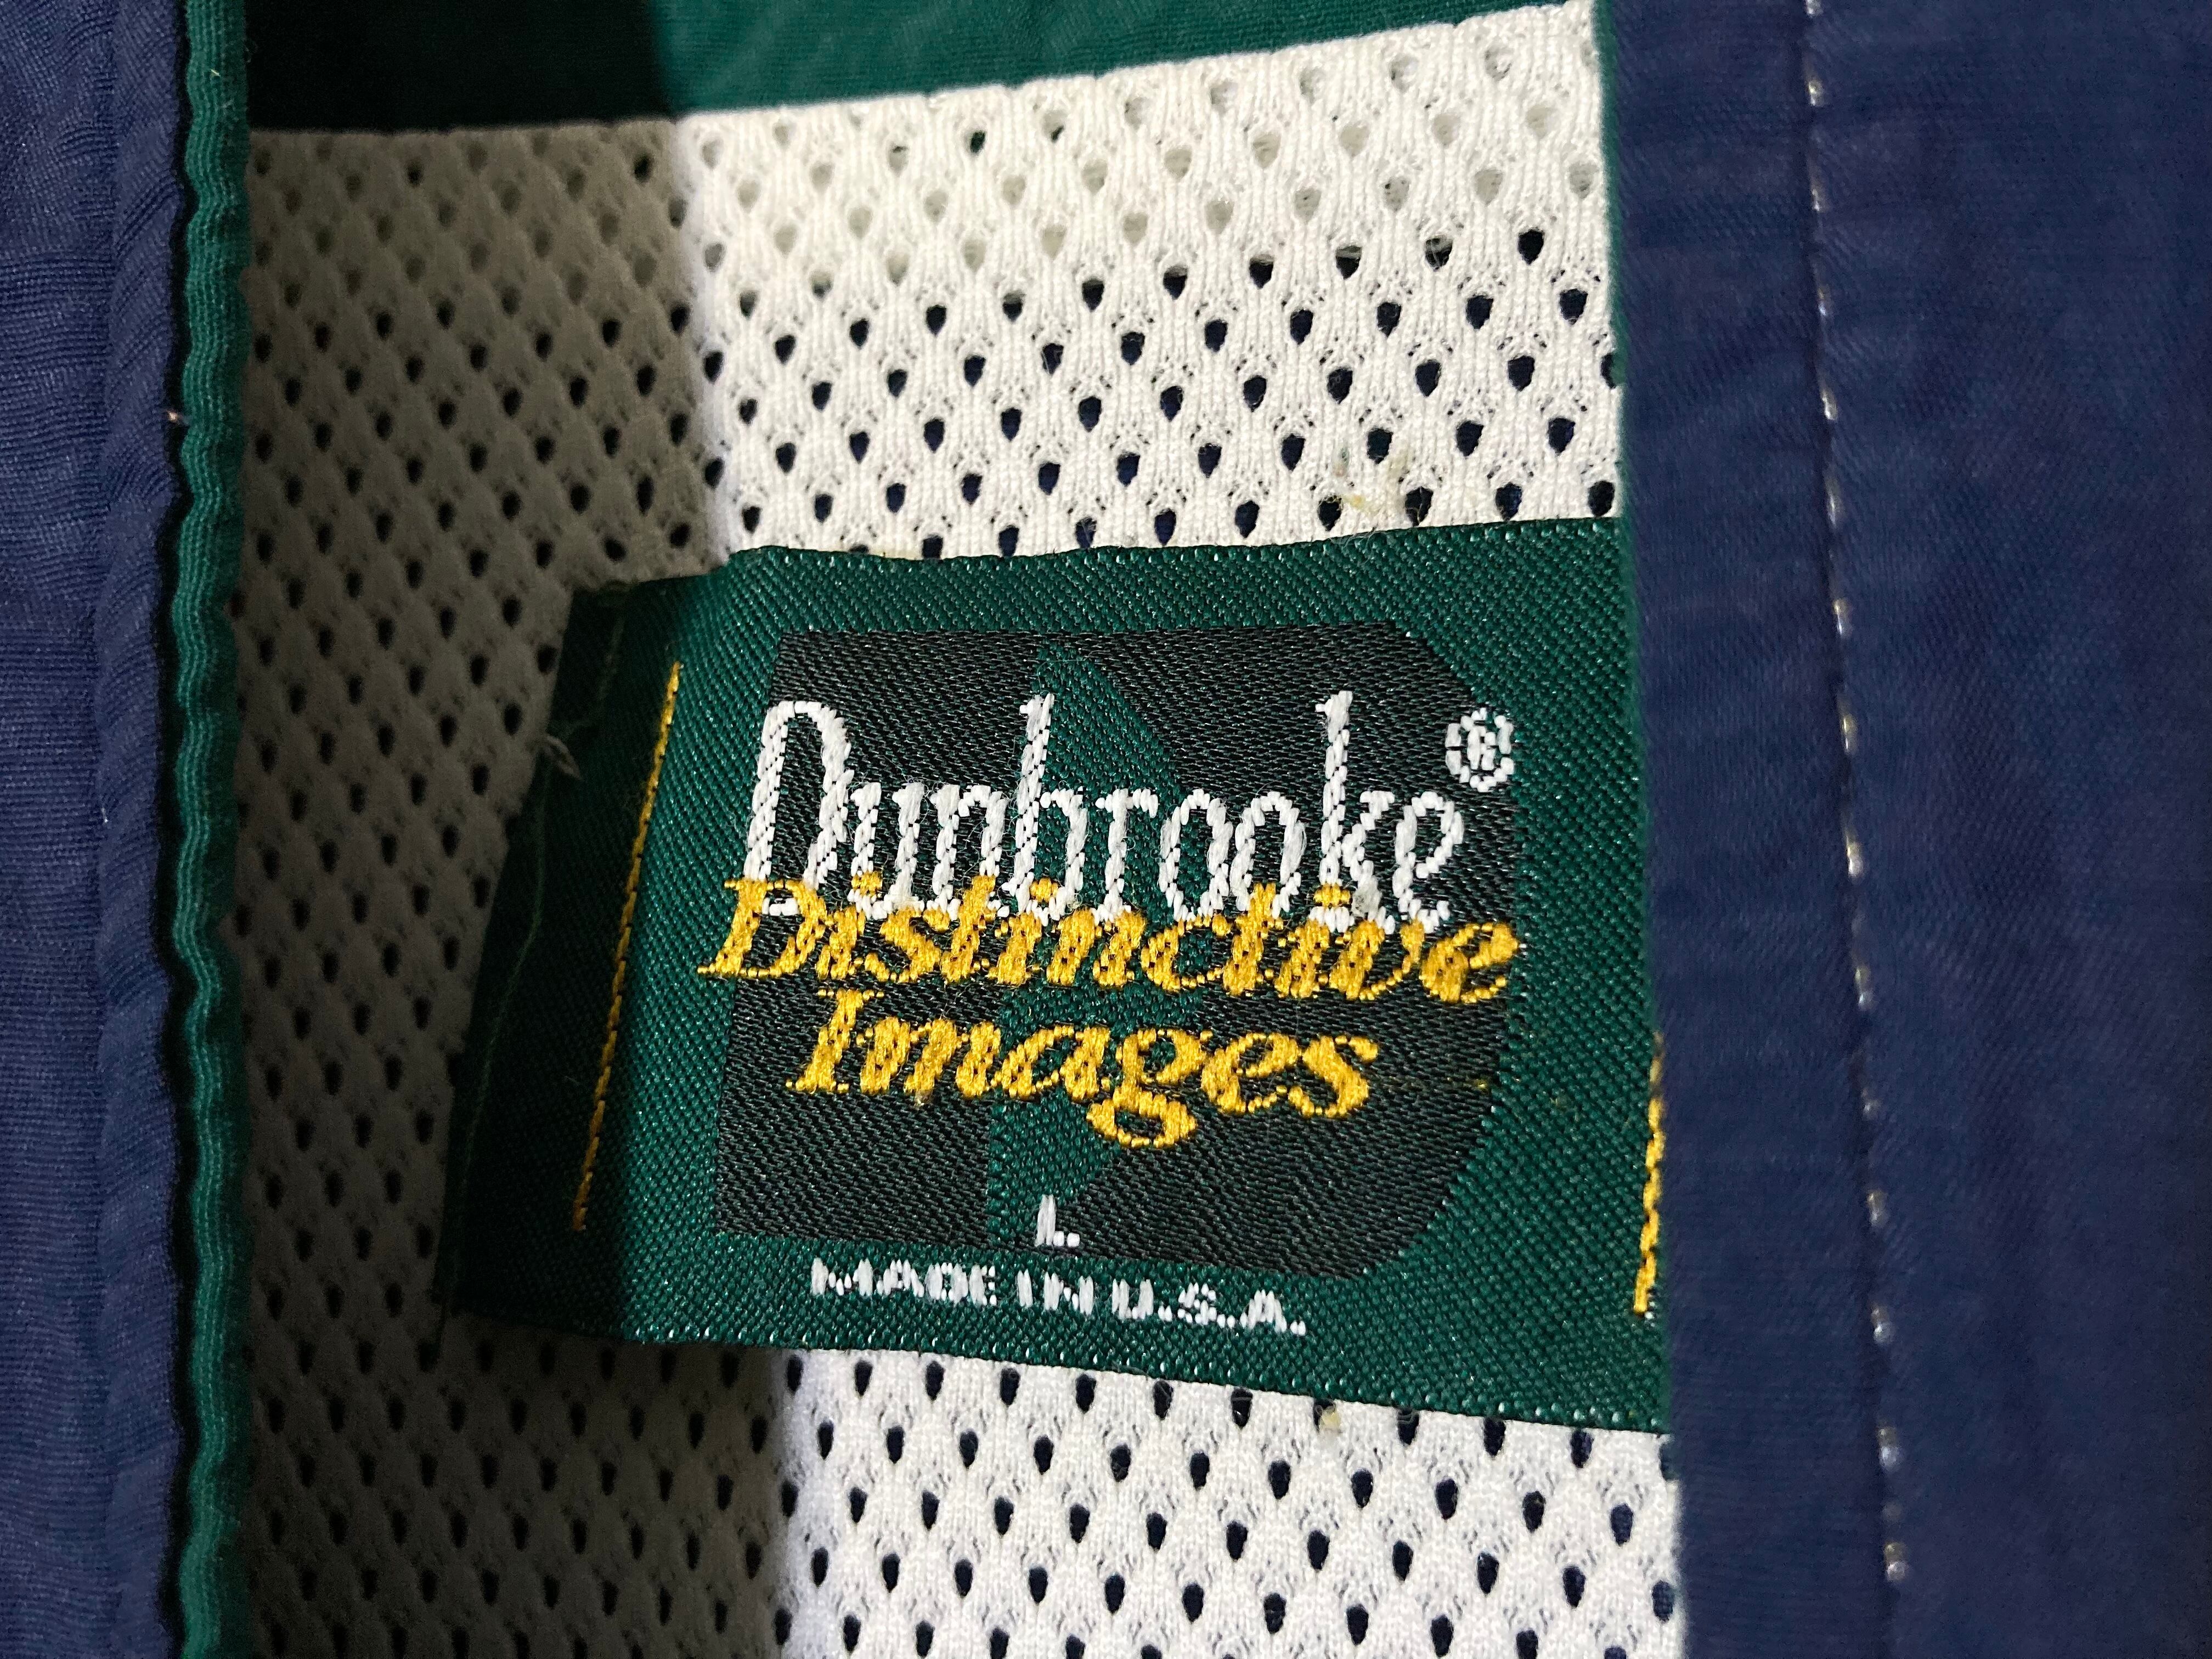 Dunbrooke®
Distinctive
Images
L
MADE IN U.S.A.